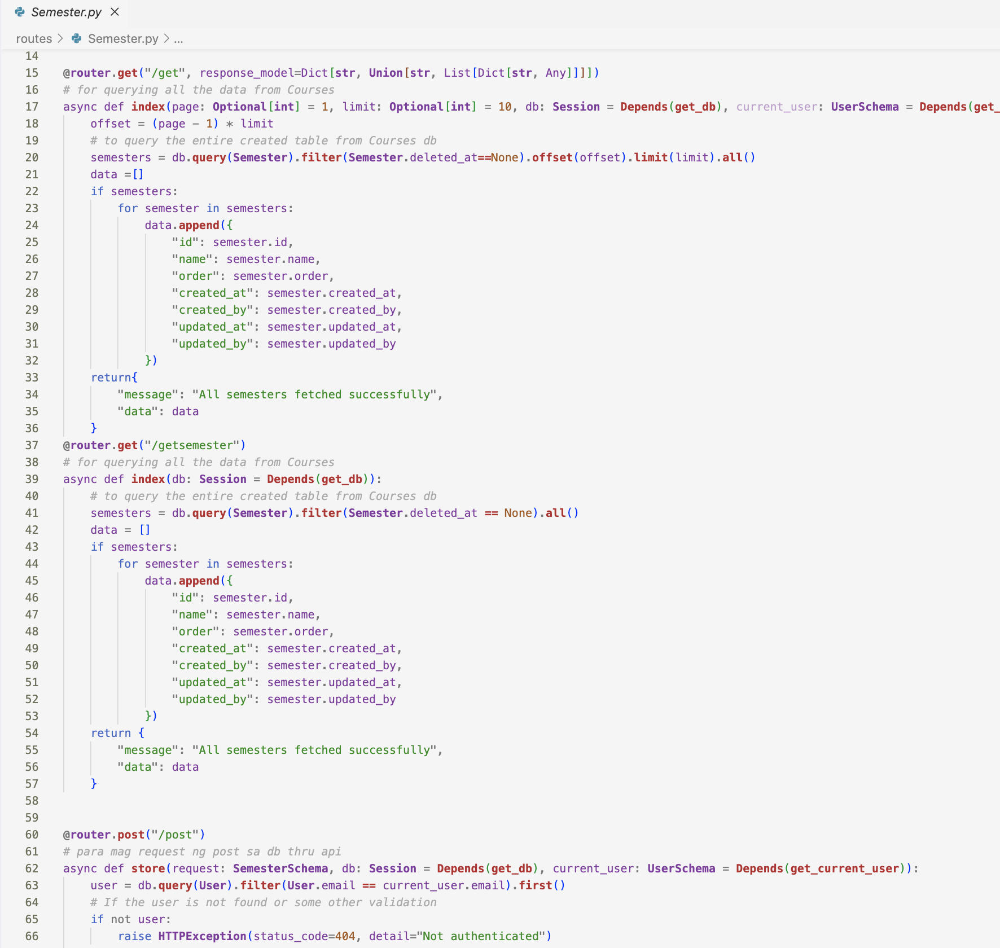 Semester.py
routes > Semester.py > ...
14
15 @router.get("/get", response_model=Dict[str, Union[str, List[Dict[str, Any]]]])
16 # for querying all the data from Courses
17 async def index(page: Optional[int] = 1, limit: Optional[int] = 10, db: Session = Depends(get_db), current_user: UserSchema = Depends(get_
18     offset = (page - 1) * limit
19     # to query the entire created table from Courses db
20     semesters = db.query(Semester).filter(Semester.deleted_at==None).offset(offset).limit(limit).all()
21     data =[]
22     if semesters:
23         for semester in semesters:
24             data.append({
25                 "id": semester.id,
26                 "name": semester.name,
27                 "order": semester.order,
28                 "created_at": semester.created_at,
29                 "created_by": semester.created_by,
30                 "updated_at": semester.updated_at,
31                 "updated_by": semester.updated_by
32             })
33     return{
34         "message": "All semesters fetched successfully",
35         "data": data
36     }
37 @router.get("/getsemester")
38 # for querying all the data from Courses
39 async def index(db: Session = Depends(get_db)):
40     # to query the entire created table from Courses db
41     semesters = db.query(Semester).filter(Semester.deleted_at == None).all()
42     data = []
43     if semesters:
44         for semester in semesters:
45             data.append({
46                 "id": semester.id,
47                 "name": semester.name,
48                 "order": semester.order,
49                 "created_at": semester.created_at,
50                 "created_by": semester.created_by,
51                 "updated_at": semester.updated_at,
52                 "updated_by": semester.updated_by
53             })
54     return {
55         "message": "All semesters fetched successfully",
56         "data": data
57     }
58
59
60 @router.post("/post")
61 # para mag request ng post sa db thru api
62 async def store(request: SemesterSchema, db: Session = Depends(get_db), current_user: UserSchema = Depends(get_current_user)):
63     user = db.query(User).filter(User.email == current_user.email).first()
64     # If the user is not found or some other validation
65     if not user:
66         raise HTTPException(status_code=404, detail="Not authenticated")